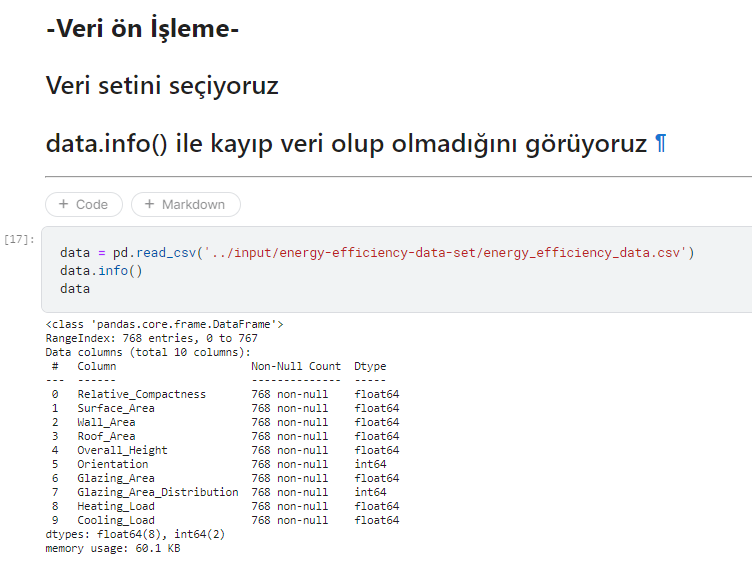 -Veri ön İşleme-
Veri setini seçiyoruz
data.info() ile kayıp veri olup olmadığını görüyoruz ¶
+ Code + Markdown
[17]:
data = pd.read_csv('../input/energy-efficiency-data-set/energy_efficiency_data.csv')
data.info()
data
<class 'pandas.core.frame.DataFrame'>
RangeIndex: 768 entries, 0 to 767
Data columns (total 10 columns):
 #   Column                     Non-Null Count  Dtype
---  ------                     --------------  -----
 0   Relative_Compactness       768 non-null    float64
 1   Surface_Area               768 non-null    float64
 2   Wall_Area                  768 non-null    float64
 3   Roof_Area                  768 non-null    float64
 4   Overall_Height             768 non-null    float64
 5   Orientation                768 non-null    int64
 6   Glazing_Area               768 non-null    float64
 7   Glazing_Area_Distribution  768 non-null    int64
 8   Heating_Load               768 non-null    float64
 9   Cooling_Load               768 non-null    float64
dtypes: float64(8), int64(2)
memory usage: 60.1 KB